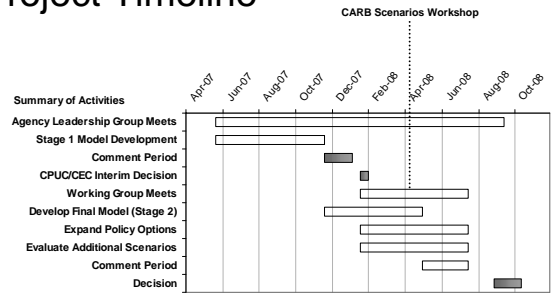 roject Timeline
CARB Scenarios Workshop
Apr-07 Jun-07 Aug-07 Oct-07 Dec-07 Feb-08 Apr-08 Jun-08 Aug-08 Oct-08
Summary of Activities
Agency Leadership Group Meets
Stage 1 Model Development
Comment Period
CPUC/CEC Interim Decision
Working Group Meets
Develop Final Model (Stage 2)
Expand Policy Options
Evaluate Additional Scenarios
Comment Period
Decision